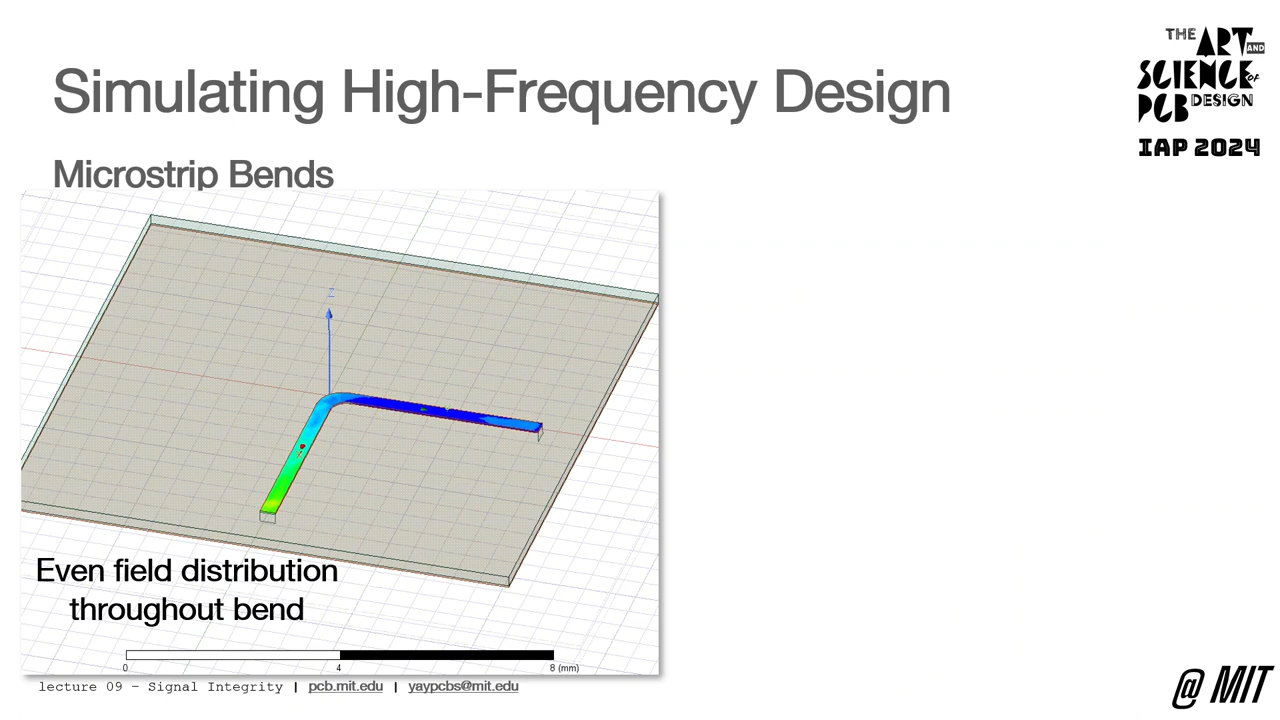 Simulating High-Frequency Design
THE ART AND
SCIENCE OF
PCB DESIGN
IAP 2024
Microstrip Bends
Z
Even field distribution
throughout bend
0 4 8 (mm)
lecture 09 - Signal Integrity | pcb.mit.edu | yaypcbs@mit.edu
@ MIT